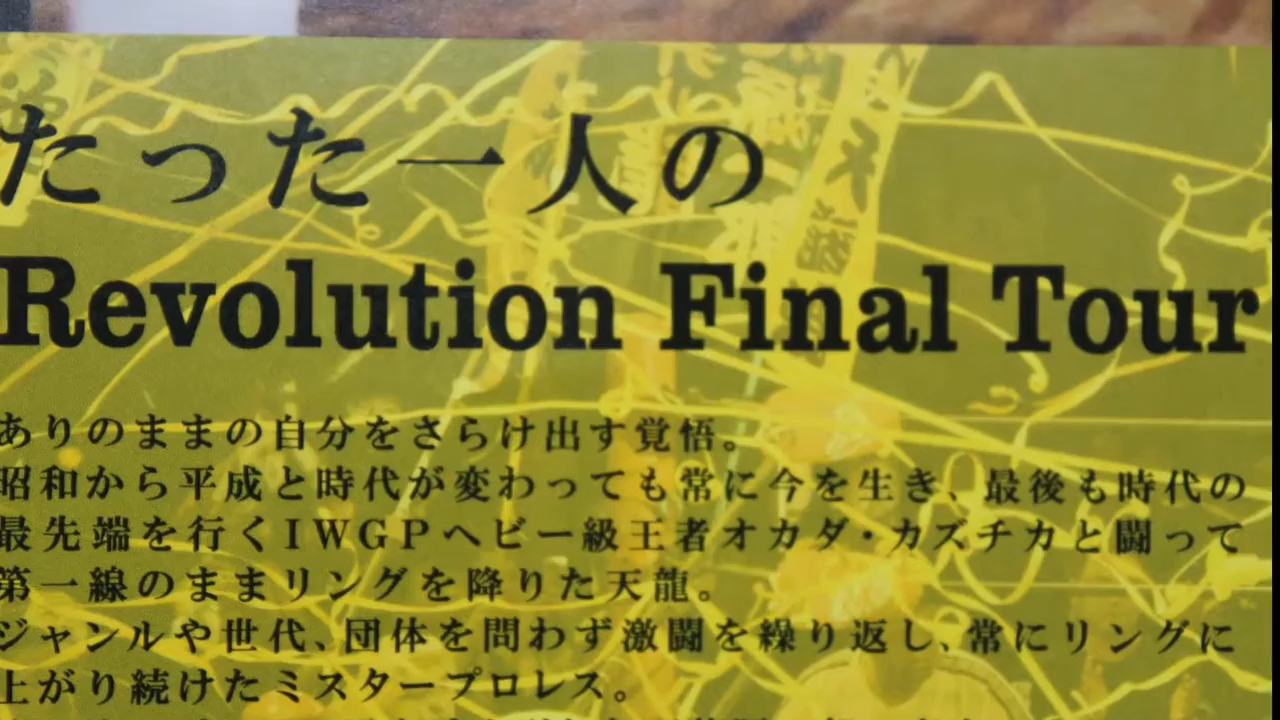 たった一人の
Revolution Final Tour
ありのままの自分をさらけ出す覚悟。
昭和から平成と時代が変わっても常に今を生き、最後も時代の
最先端を行くIWGPヘビー級王者オカダ・カズチカと闘って
第一線のままリングを降りた天龍。
ジャンルや世代、団体を問わず激闘を繰り返し、常にリングに
上がり続けたミスタープロレス。